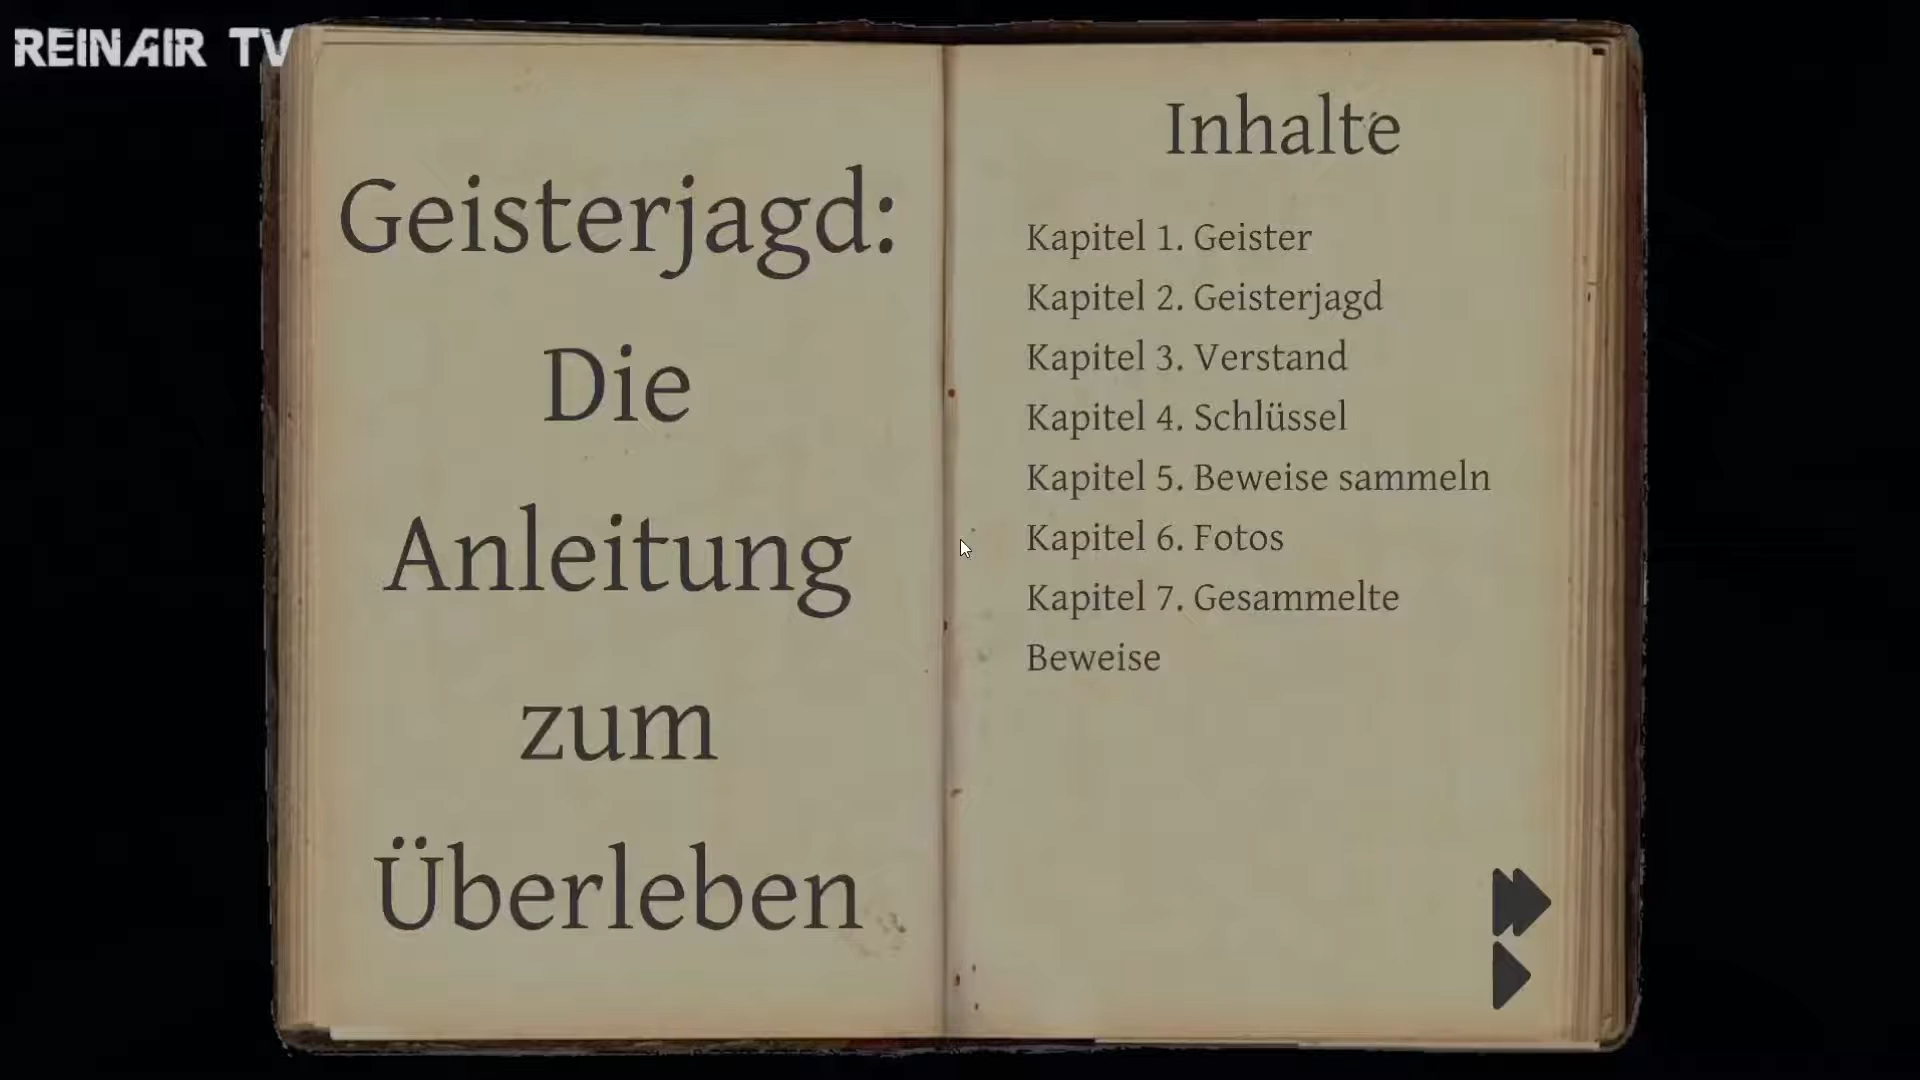 REINAIR TV
Geisterjagd:
Die
Anleitung
zum
Überleben
Inhalte
Kapitel 1. Geister
Kapitel 2. Geisterjagd
Kapitel 3. Verstand
Kapitel 4. Schlüssel
Kapitel 5. Beweise sammeln
Kapitel 6. Fotos
Kapitel 7. Gesammelte
Beweise